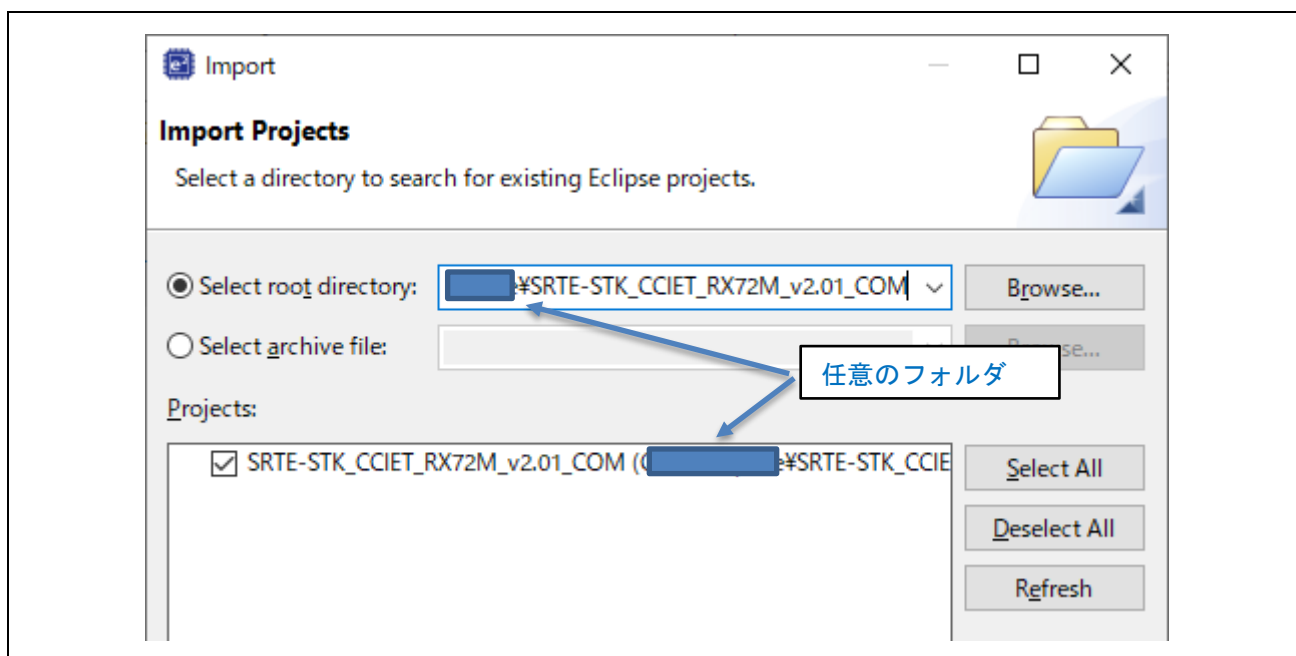 Import
Import Projects
Select a directory to search for existing Eclipse projects.
Select root directory: ¥SRTE-STK_CCIET_RX72M_v2.01_COM Browse...
Select archive file:
任意のフォルダ
Projects:
SRTE-STK_CCIET_RX72M_v2.01_COM ( ¥SRTE-STK_CCIE
Select All
Deselect All
Refresh